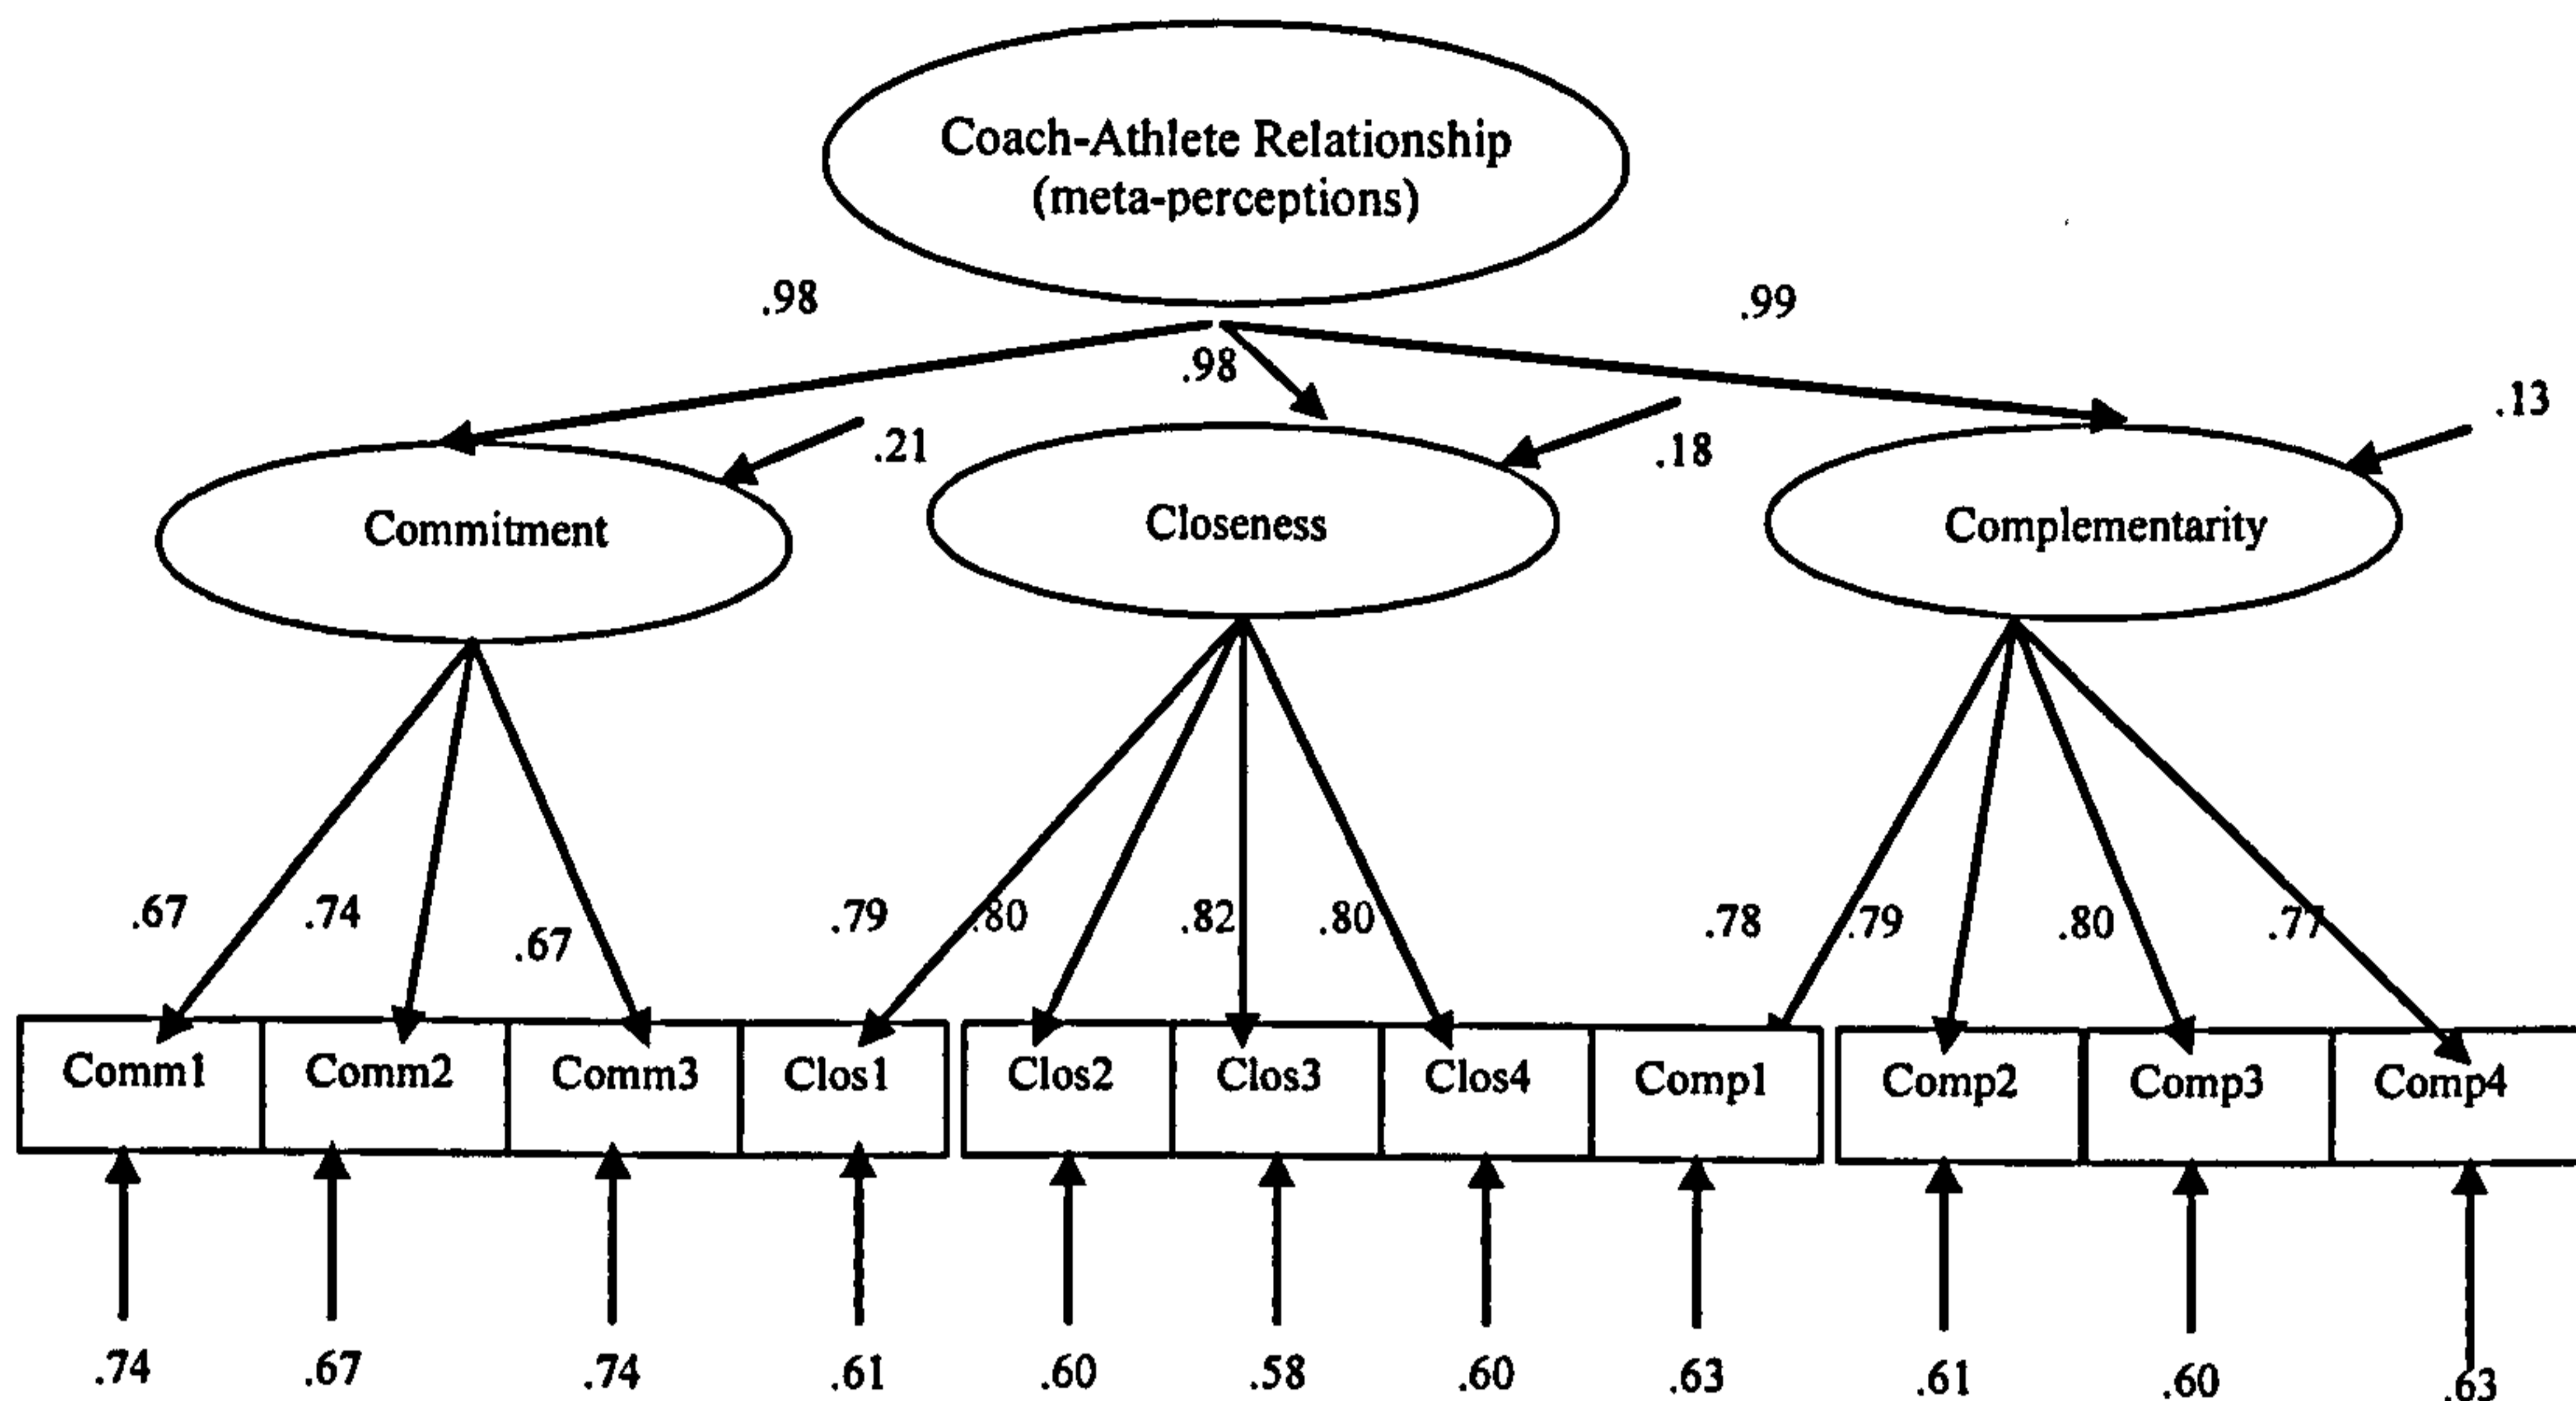 Coach-Athlete Relationship
(meta-perceptions)
.98
.98
.99
.21
.18
.13
Commitment
Closeness
Complementarity
.67
.74
.67
.79
.80
.82
.80
.78
.79
.80
.77
Comm1
Comm2
Comm3
Clos1
Clos2
Clos3
Clos4
Comp1
Comp2
Comp3
Comp4
.74
.67
.74
.61
.60
.58
.60
.63
.61
.60
.63